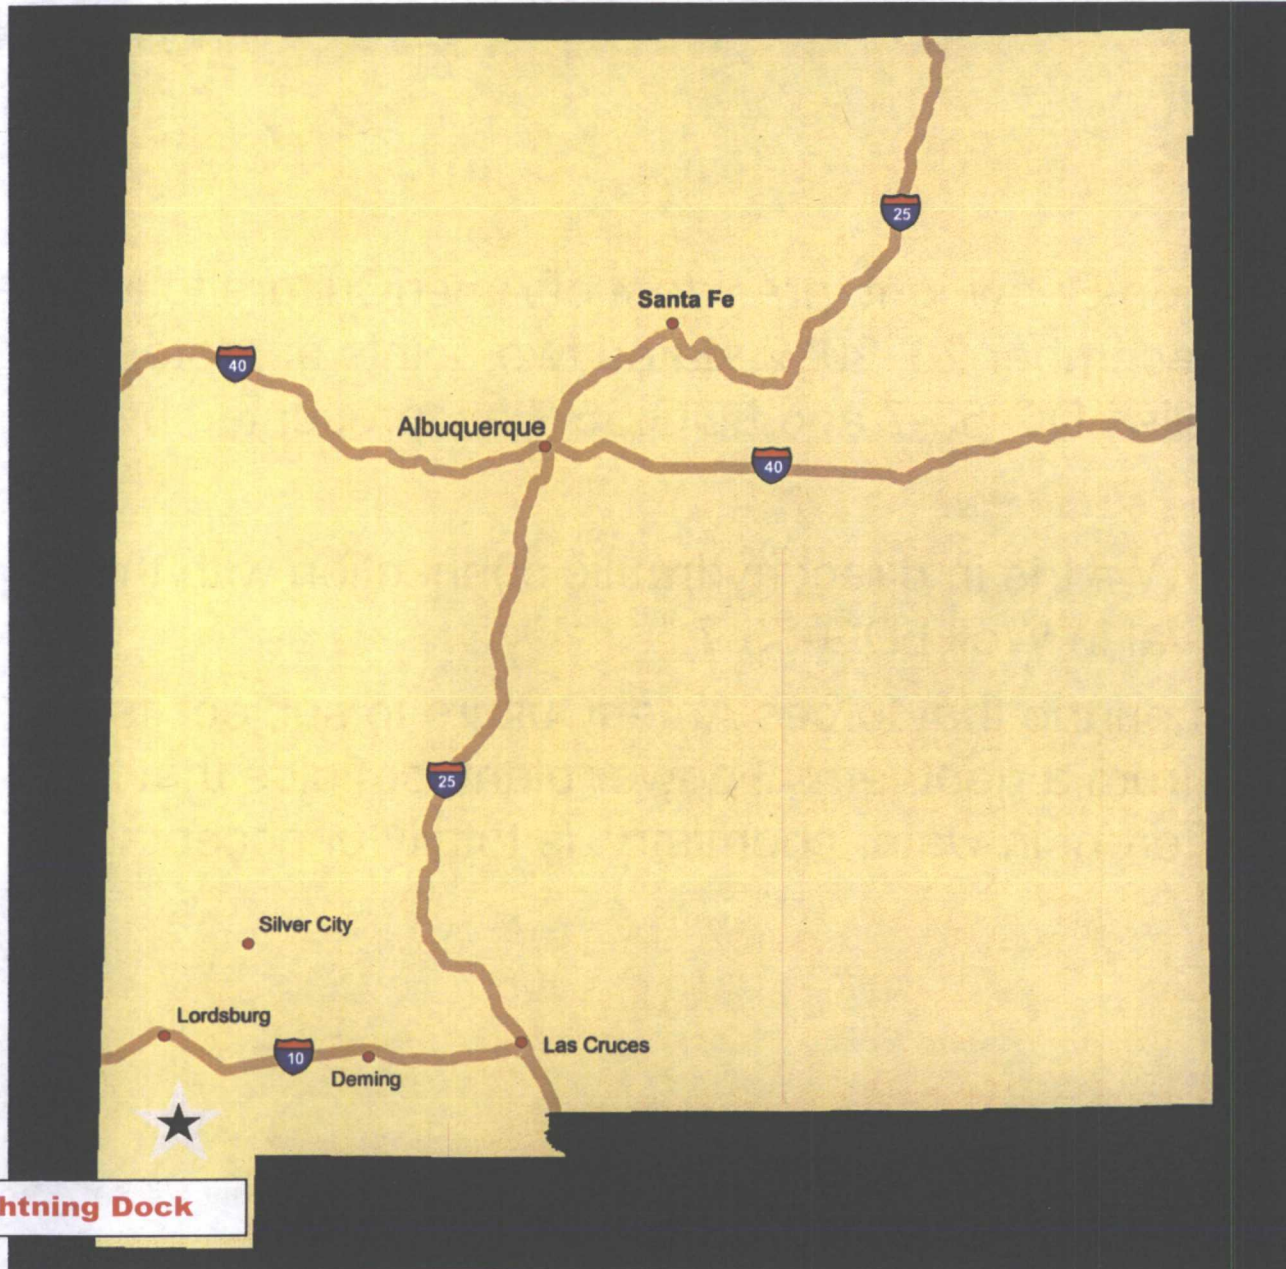 25
Santa Fe
40
Albuquerque
40
25
Silver City
Lordsburg
10
Las Cruces
Deming
htning Dock